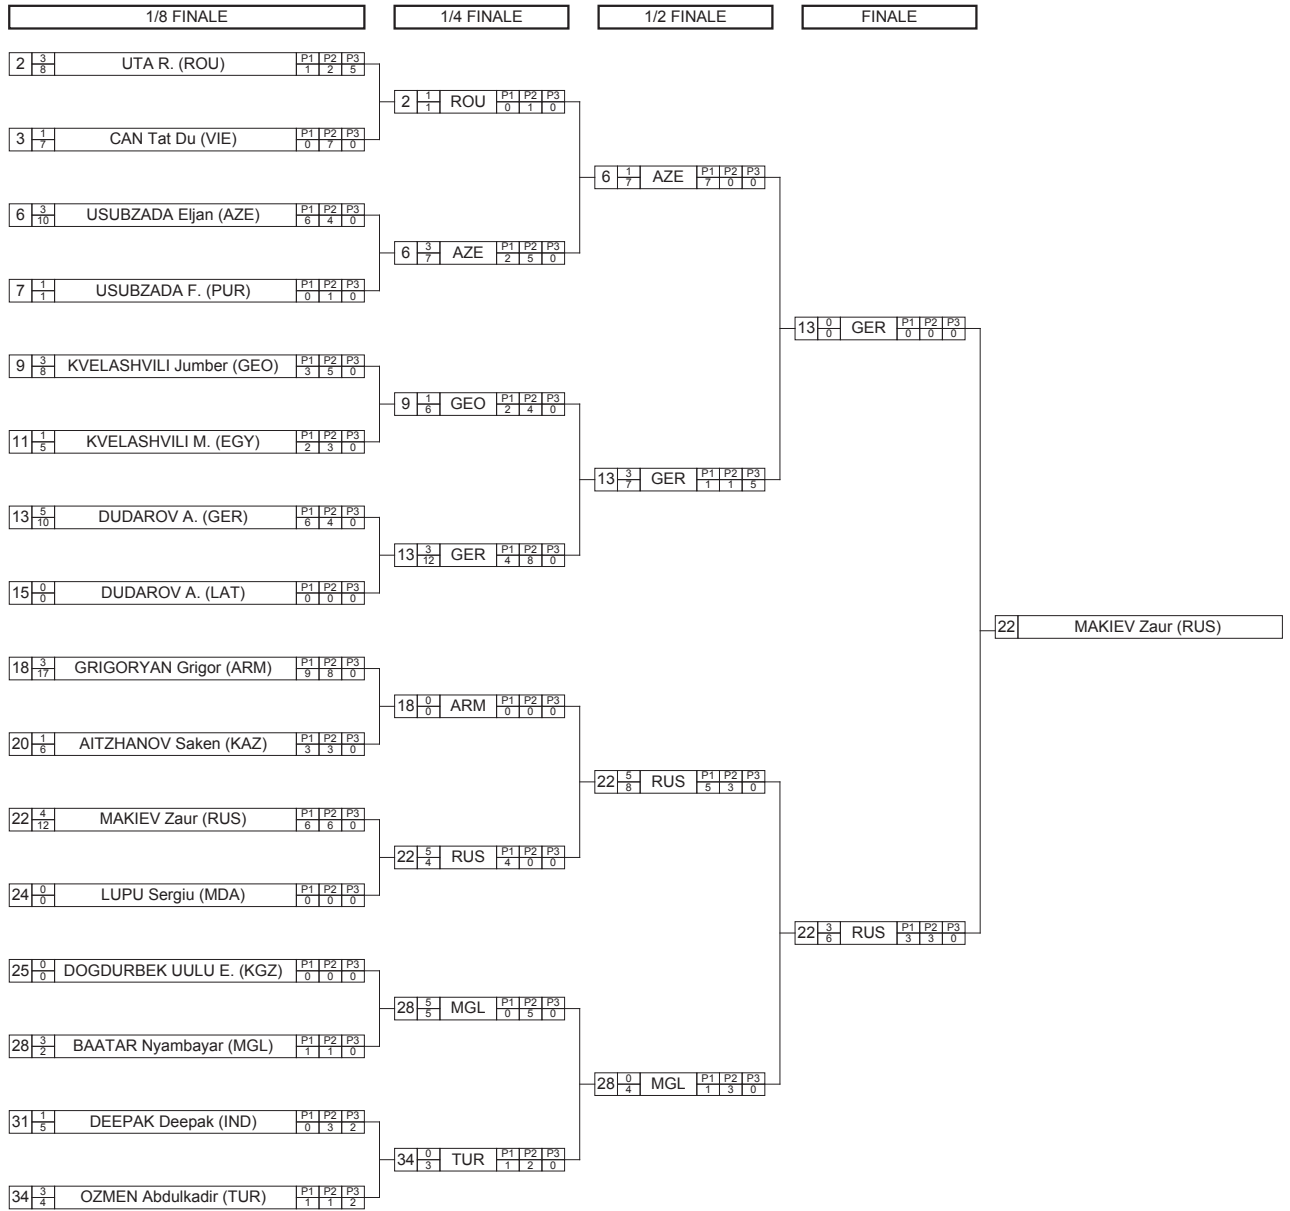 1/8 FINALE 1/4 FINALE 1/2 FINALE FINALE
2 3 8 UTA R. (ROU) P1 P2 P3 1 2 5
2 1 1 ROU P1 P2 P3 0 1 0
3 1 7 CAN Tat Du (VIE) P1 P2 P3 0 7 0
6 1 7 AZE P1 P2 P3 7 0 0
6 3 10 USUBZADA Eljan (AZE) P1 P2 P3 6 4 0
6 3 7 AZE P1 P2 P3 2 5 0
7 1 1 USUBZADA F. (PUR) P1 P2 P3 0 1 0
13 0 0 GER P1 P2 P3 0 0 0
9 3 8 KVELASHVILI Jumber (GEO) P1 P2 P3 3 5 0
9 1 6 GEO P1 P2 P3 2 4 0
11 1 5 KVELASHVILI M. (EGY) P1 P2 P3 2 3 0
13 3 7 GER P1 P2 P3 1 1 5
13 5 10 DUDAROV A. (GER) P1 P2 P3 6 4 0
13 3 12 GER P1 P2 P3 4 8 0
15 0 0 DUDAROV A. (LAT) P1 P2 P3 0 0 0
22 MAKIEV Zaur (RUS)
18 3 17 GRIGORYAN Grigor (ARM) P1 P2 P3 9 8 0
18 0 0 ARM P1 P2 P3 0 0 0
20 1 6 AITZHANOV Saken (KAZ) P1 P2 P3 3 3 0
22 5 8 RUS P1 P2 P3 5 3 0
22 4 12 MAKIEV Zaur (RUS) P1 P2 P3 6 6 0
22 5 4 RUS P1 P2 P3 4 0 0
24 0 0 LUPU Sergiu (MDA) P1 P2 P3 0 0 0
22 3 6 RUS P1 P2 P3 3 3 0
25 0 0 DOGDURBEK UULU E. (KGZ) P1 P2 P3 0 0 0
28 5 5 MGL P1 P2 P3 0 5 0
28 3 2 BAATAR Nyambayar (MGL) P1 P2 P3 1 1 0
28 0 4 MGL P1 P2 P3 1 3 0
31 1 5 DEEPAK Deepak (IND) P1 P2 P3 0 3 2
34 0 3 TUR P1 P2 P3 1 2 0
34 3 4 OZMEN Abdulkadir (TUR) P1 P2 P3 1 1 2